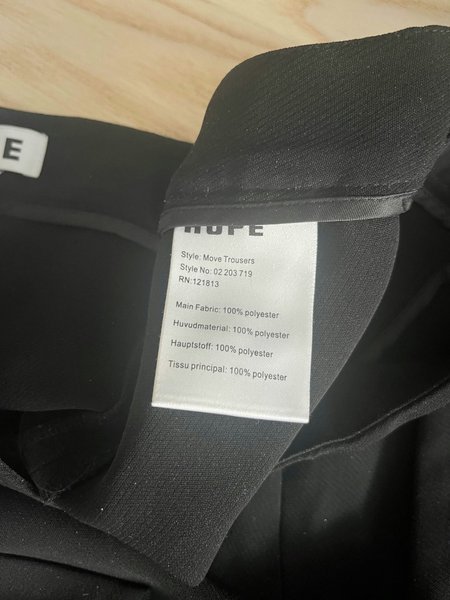 E
HOPE
Style: Move Trousers
Style No: 02 203 719
RN:121813
Main Fabric: 100% polyester
Huvudmaterial: 100% polyester
Hauptstoff: 100% polyester
Tissu principal: 100% polyester